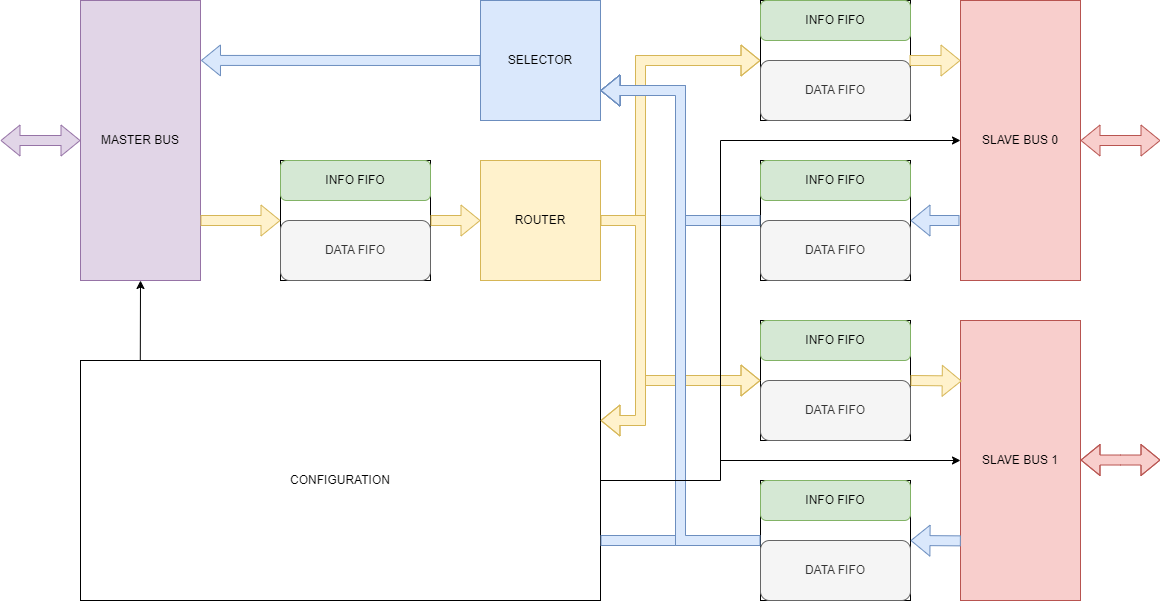 INFO FIFO
SELECTOR
DATA FIFO
MASTER BUS
SLAVE BUS 0
INFO FIFO
INFO FIFO
ROUTER
DATA FIFO
DATA FIFO
INFO FIFO
DATA FIFO
SLAVE BUS 1
CONFIGURATION
INFO FIFO
DATA FIFO